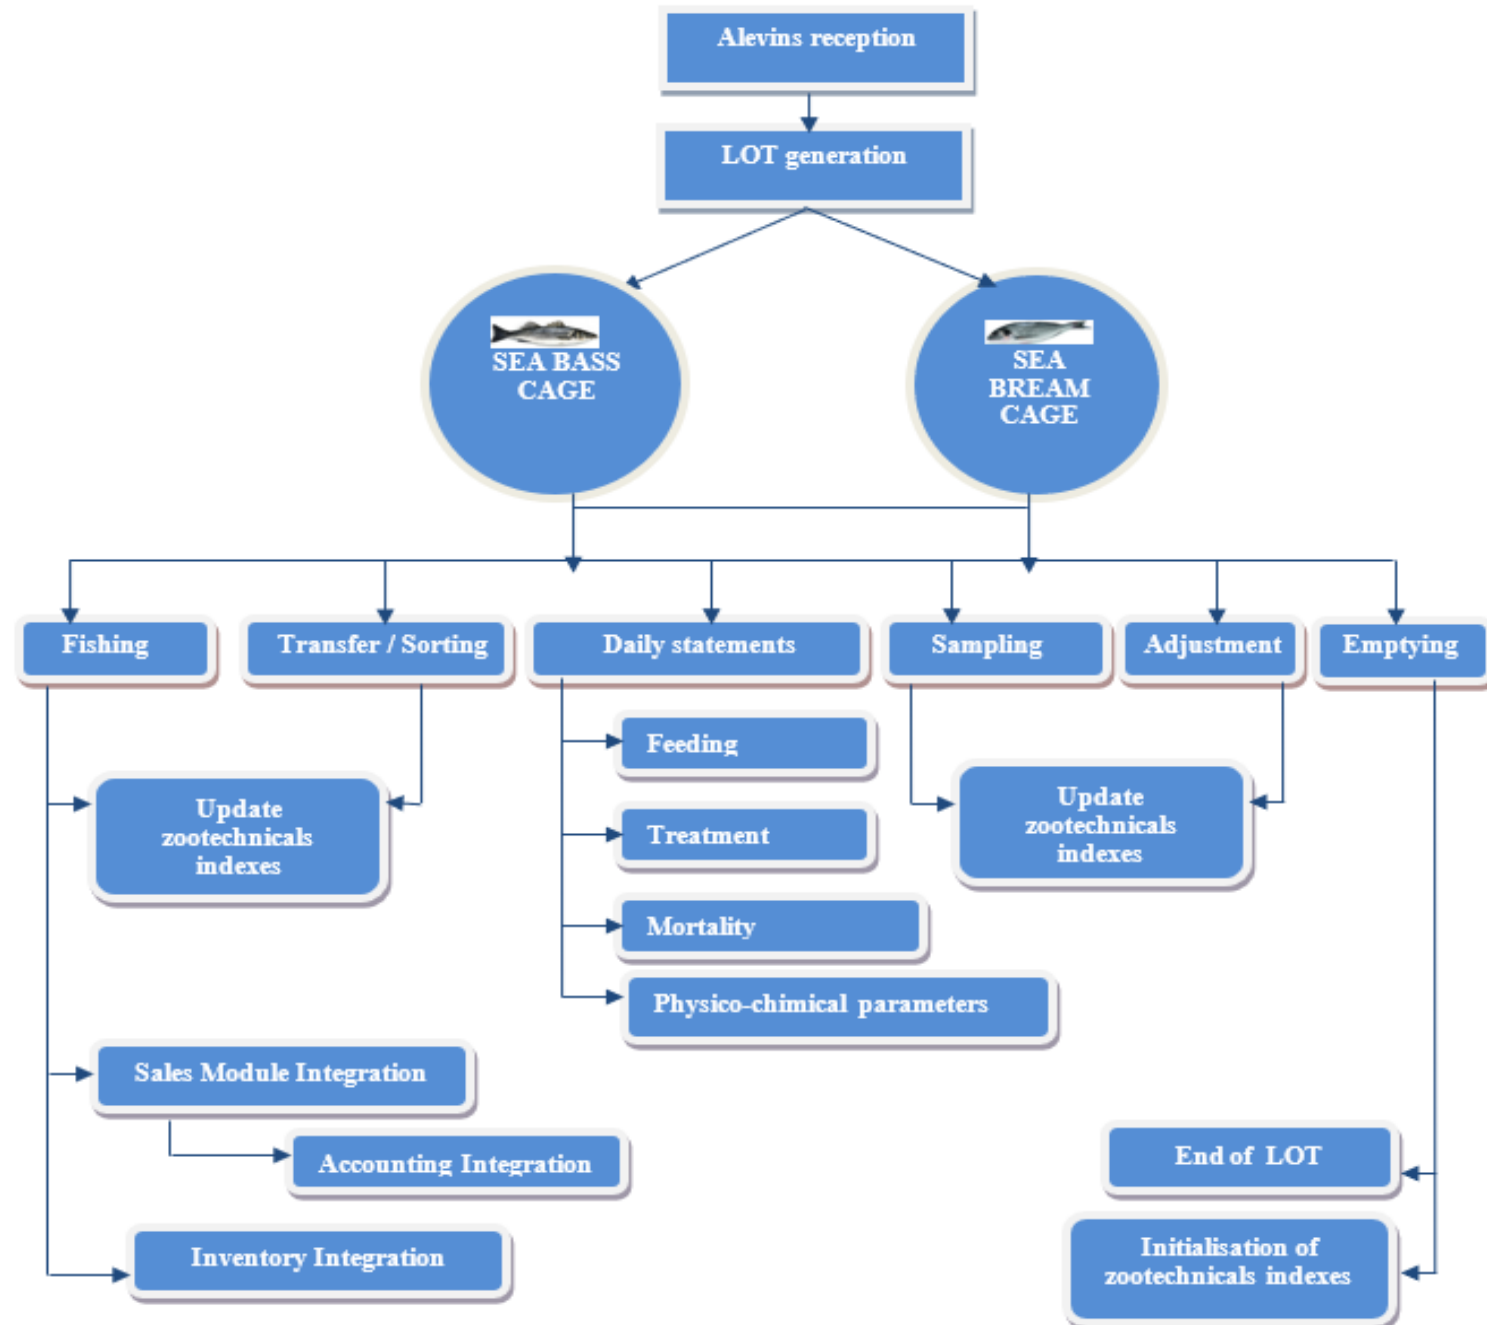 Alevins reception
LOT generation
SEA BASS
CAGE
SEA
BREAM
CAGE
Fishing
Transfer / Sorting
Daily statements
Sampling
Adjustment
Emptying
Feeding
Update
zootechnicals
indexes
Update
zootechnicals
indexes
Treatment
Mortality
Physico-chimical parameters
Sales Module Integration
Accounting Integration
End of LOT
Inventory Integration
Initialisation of
zootechnicals indexes